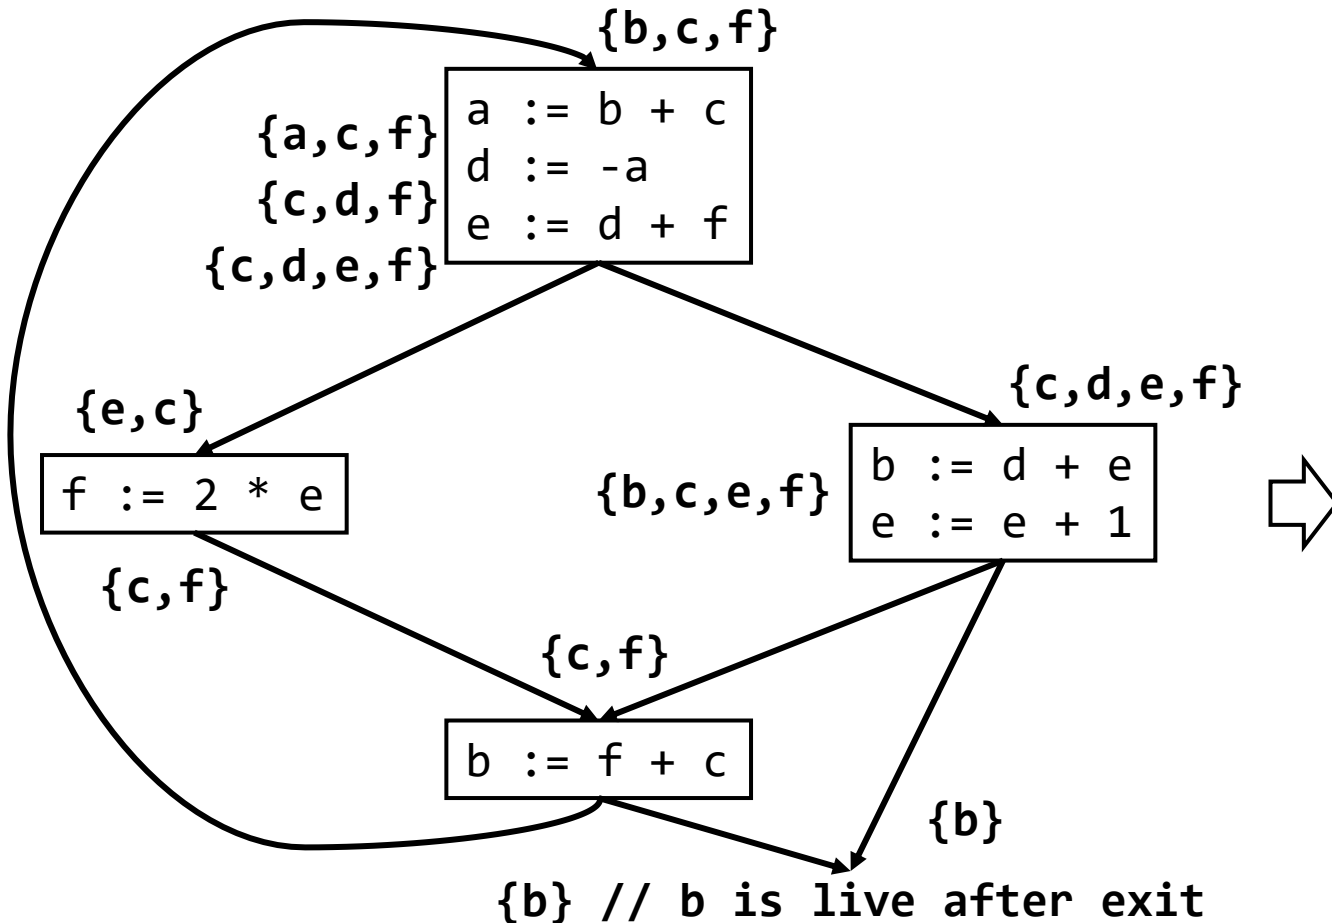 {b,c,f}
a := b + c
{a,c,f}
d := -a
{c,d,f}
e := d + f
{c,d,e,f}
{c,d,e,f}
{e,c}
b := d + e
f := 2 * e
{b,c,e,f}
e := e + 1
{c,f}
{c,f}
b := f + c
{b}
{b} // b is live after exit